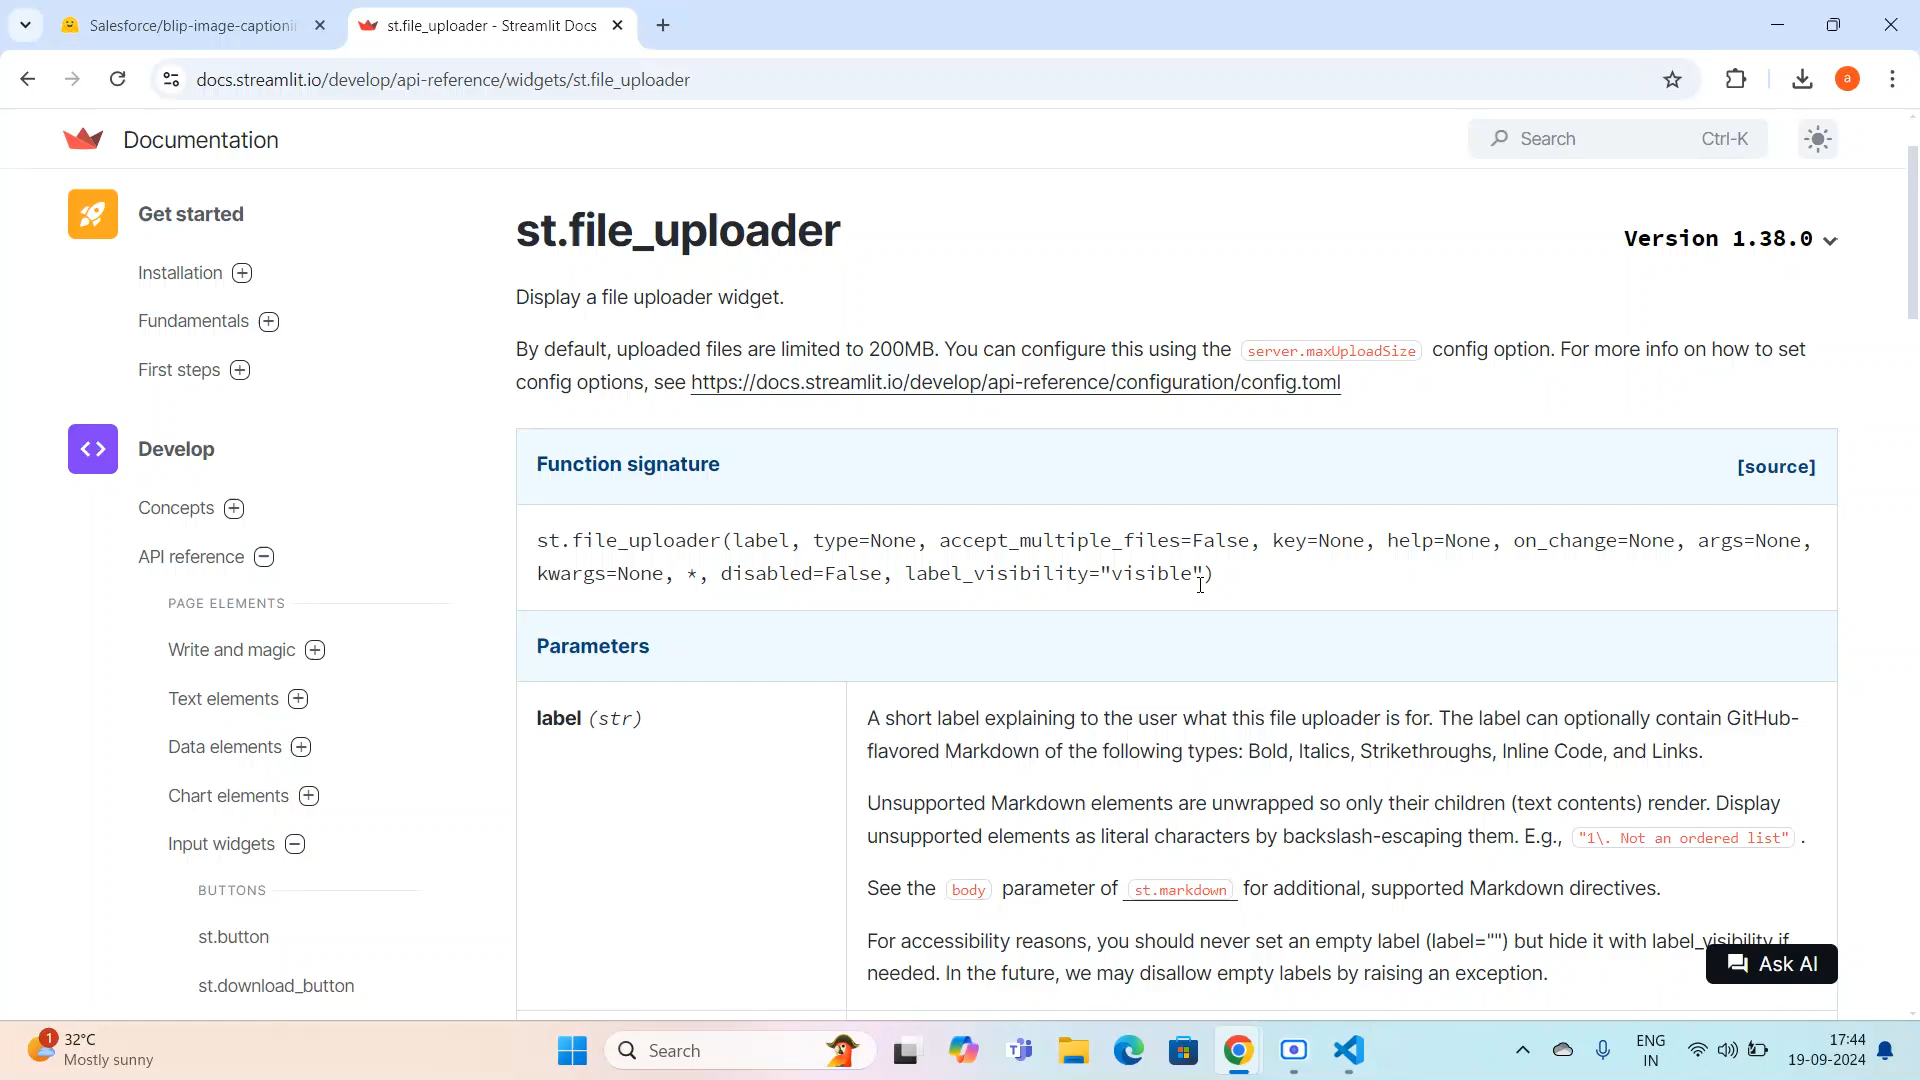 Salesforce/blip-image-captionin
st.file_uploader - Streamlit Docs
docs.streamlit.io/develop/api-reference/widgets/st.file_uploader
a
Documentation
Search
Ctrl-K
Get started
Installation
Fundamentals
First steps
Develop
Concepts
API reference
PAGE ELEMENTS
Write and magic
Text elements
Data elements
Chart elements
Input widgets
BUTTONS
st.button
st.download_button
st.file_uploader
Version 1.38.0
Display a file uploader widget.
By default, uploaded files are limited to 200MB. You can configure this using the server.maxUploadSize config option. For more info on how to set
config options, see https://docs.streamlit.io/develop/api-reference/configuration/config.toml
Function signature
[source]
st.file_uploader(label, type=None, accept_multiple_files=False, key=None, help=None, on_change=None, args=None,
kwargs=None, *, disabled=False, label_visibility="visible")
Parameters
label (str)
A short label explaining to the user what this file uploader is for. The label can optionally contain GitHub-
flavored Markdown of the following types: Bold, Italics, Strikethroughs, Inline Code, and Links.
Unsupported Markdown elements are unwrapped so only their children (text contents) render. Display
unsupported elements as literal characters by backslash-escaping them. E.g., "1\. Not an ordered list" .
See the body parameter of st.markdown for additional, supported Markdown directives.
For accessibility reasons, you should never set an empty label (label="") but hide it with label_visibility if
needed. In the future, we may disallow empty labels by raising an exception.
Ask AI
1
32°C
Mostly sunny
Search
ENG
IN
17:44
19-09-2024